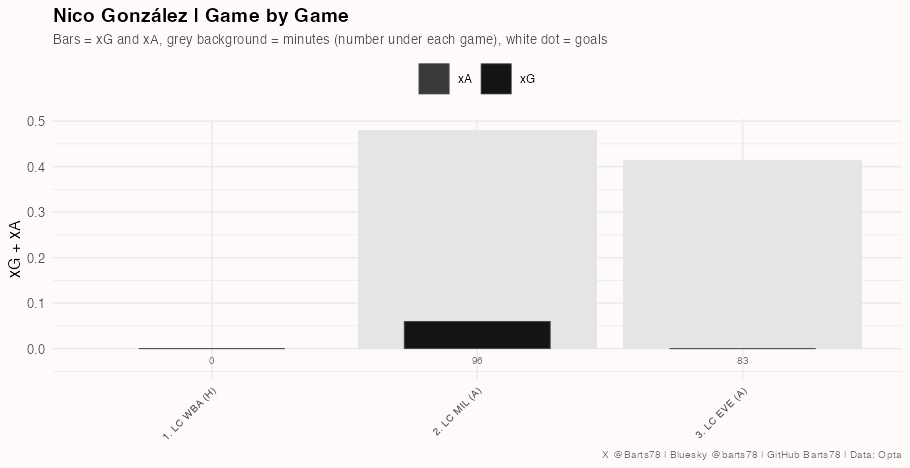 Nico González | Game by Game
Bars = xG and xA, grey background = minutes (number under each game), white dot = goals
xA xG
xG + xA
0.5
0.4
0.3
0.2
0.1
0.0
0 96 83
1. LC WBA (H) 2. LC MIL (A) 3. LC EVE (A)
X @Barts78 | Bluesky @barts78 | GitHub Barts78 | Data: Opta